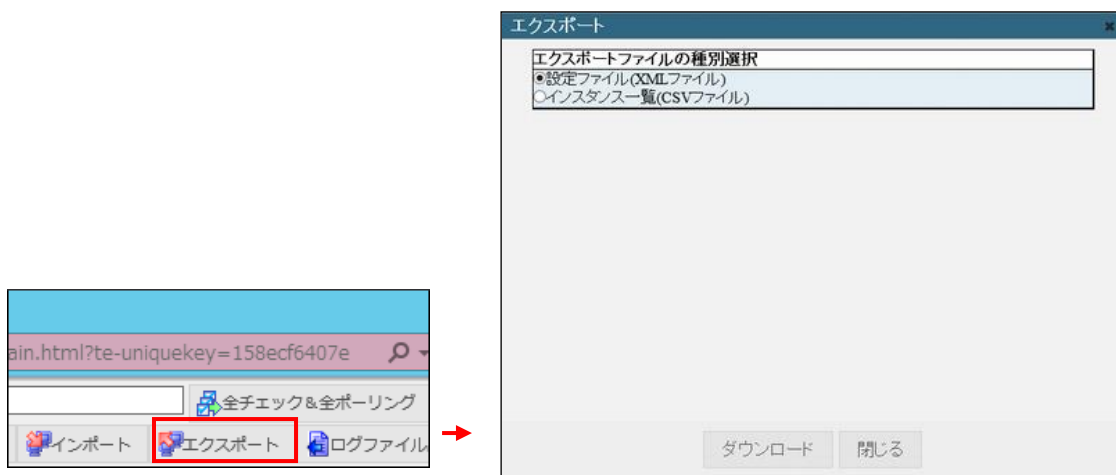 エクスポート
エクスポートファイルの種別選択
設定ファイル(XMLファイル)
インスタンス一覧(CSVファイル)
ダウンロード 閉じる
ain.html?te-uniquekey=158ecf6407e
全チェック&全ポーリング
インポート エクスポート ログファイル